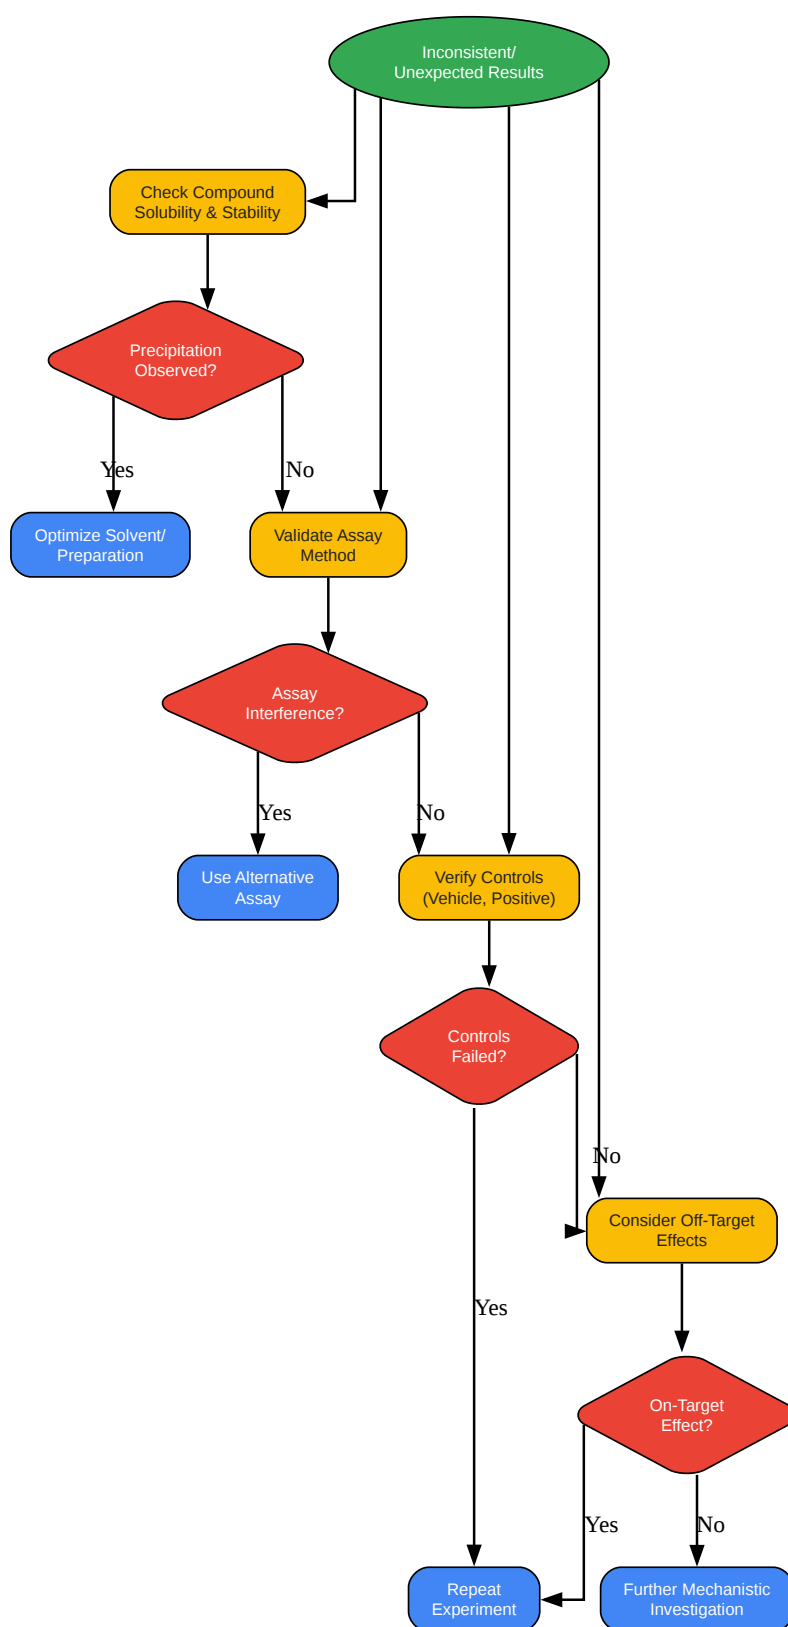 Inconsistent/
Unexpected Results
Check Compound
Solubility & Stability
Precipitation
Observed?
Yes
No
Optimize Solvent/
Preparation
Validate Assay
Method
Assay
Interference?
Yes
No
Use Alternative
Assay
Verify Controls
(Vehicle, Positive)
Controls
Failed?
No
Consider Off-Target
Effects
Yes
On-Target
Effect?
Yes
No
Repeat
Experiment
Further Mechanistic
Investigation